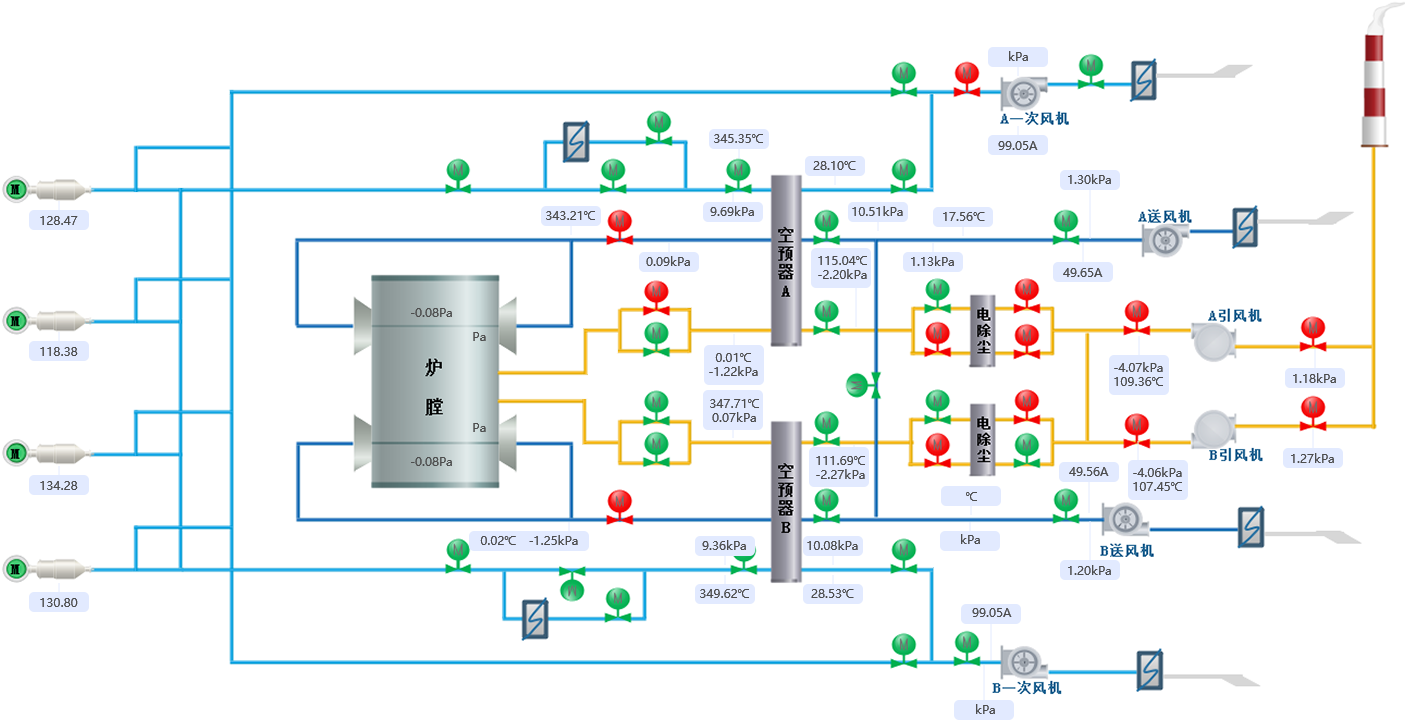 M
M
M
kPa
A一次风机
99.05A
M
345.35℃
28.10℃
1.30kPa
M
M
M
M
M
128.47
343.21℃
9.69kPa
10.51kPa
17.56℃
A送风机
M
M
M
空预器A
0.09kPa
115.04℃
-2.20kPa
1.13kPa
49.65A
M
M
M
M
-0.08Pa
M
M
电除尘
M
M
A引风机
M
118.38
Pa
M
M
M
0.01℃
-1.22kPa
-4.07kPa
109.36℃
1.18kPa
炉膛
M
347.71℃
0.07kPa
M
M
M
M
M
Pa
M
空预器B
M
电除尘
M
M
B引风机
M
134.28
-0.08Pa
111.69℃
-2.27kPa
49.56A
-4.06kPa
107.45℃
1.27kPa
M
M
℃
M
0.02℃
-1.25kPa
9.36kPa
10.08kPa
kPa
B送风机
M
M
M
1.20kPa
130.80
M
M
349.62℃
28.53℃
99.05A
M
M
B一次风机
kPa